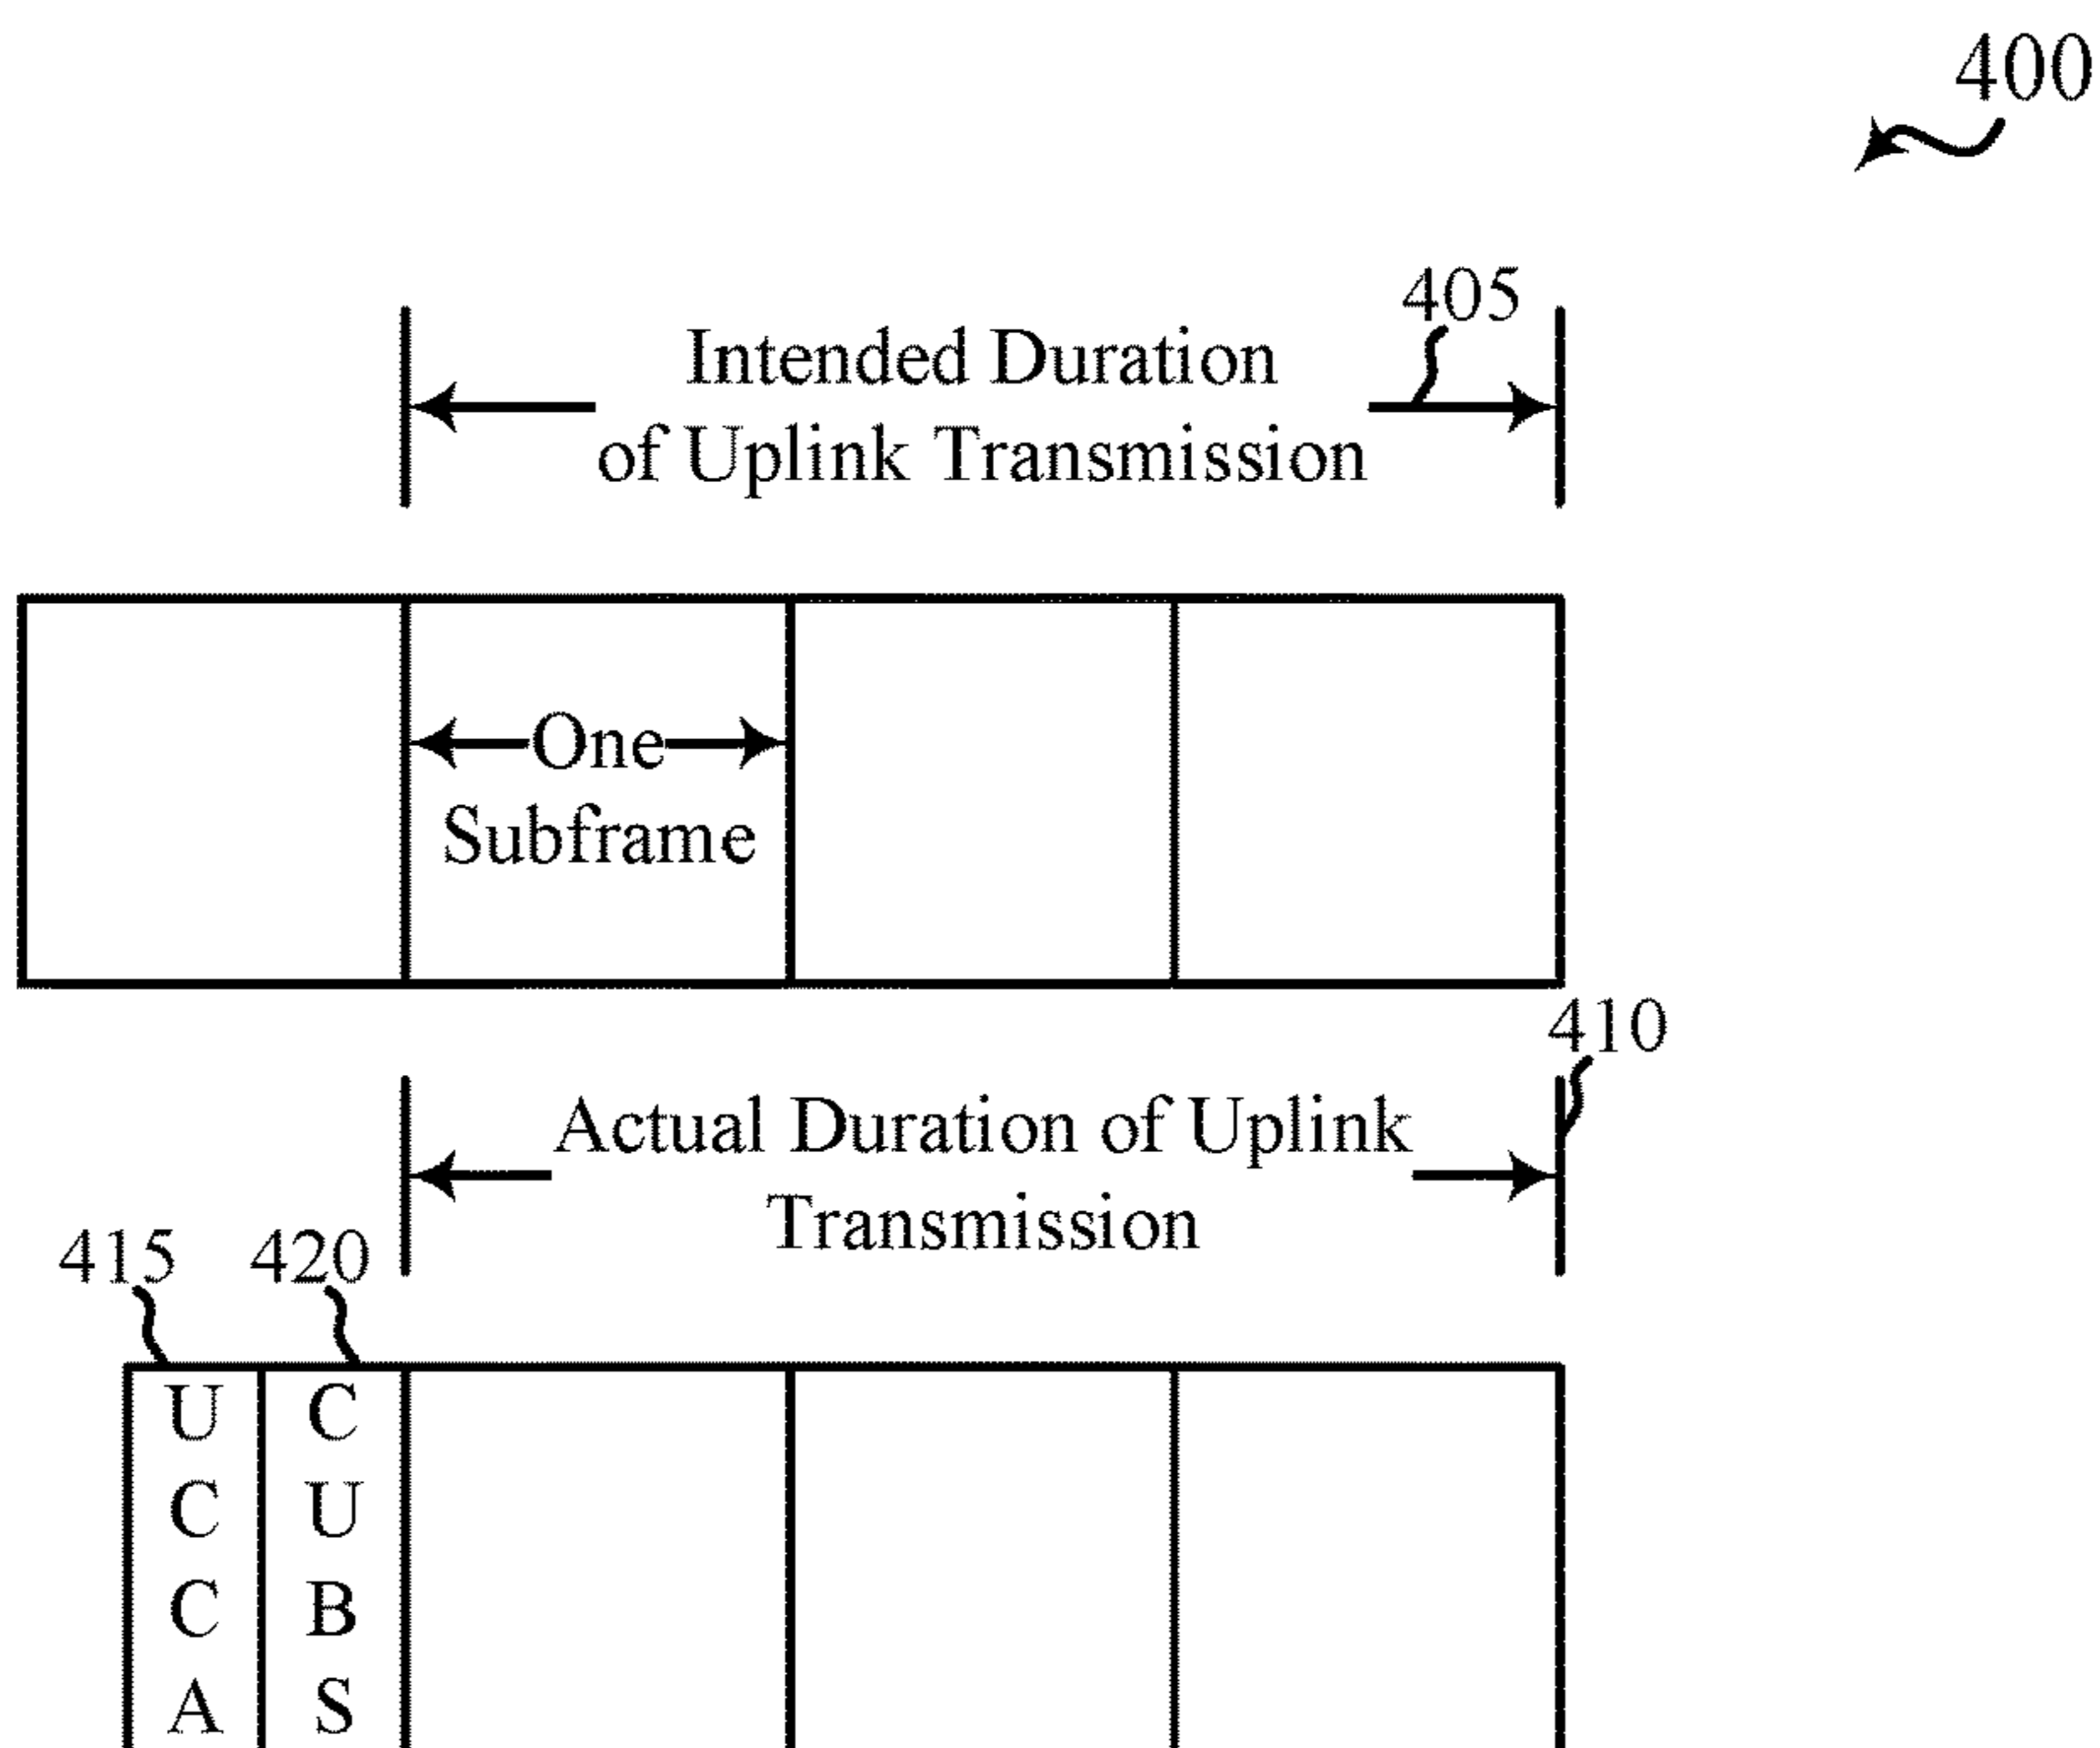 400
405
Intended Duration
of Uplink Transmission
One
Subframe
410
Actual Duration of Uplink
Transmission
415 420
U C
C U
C B
A S